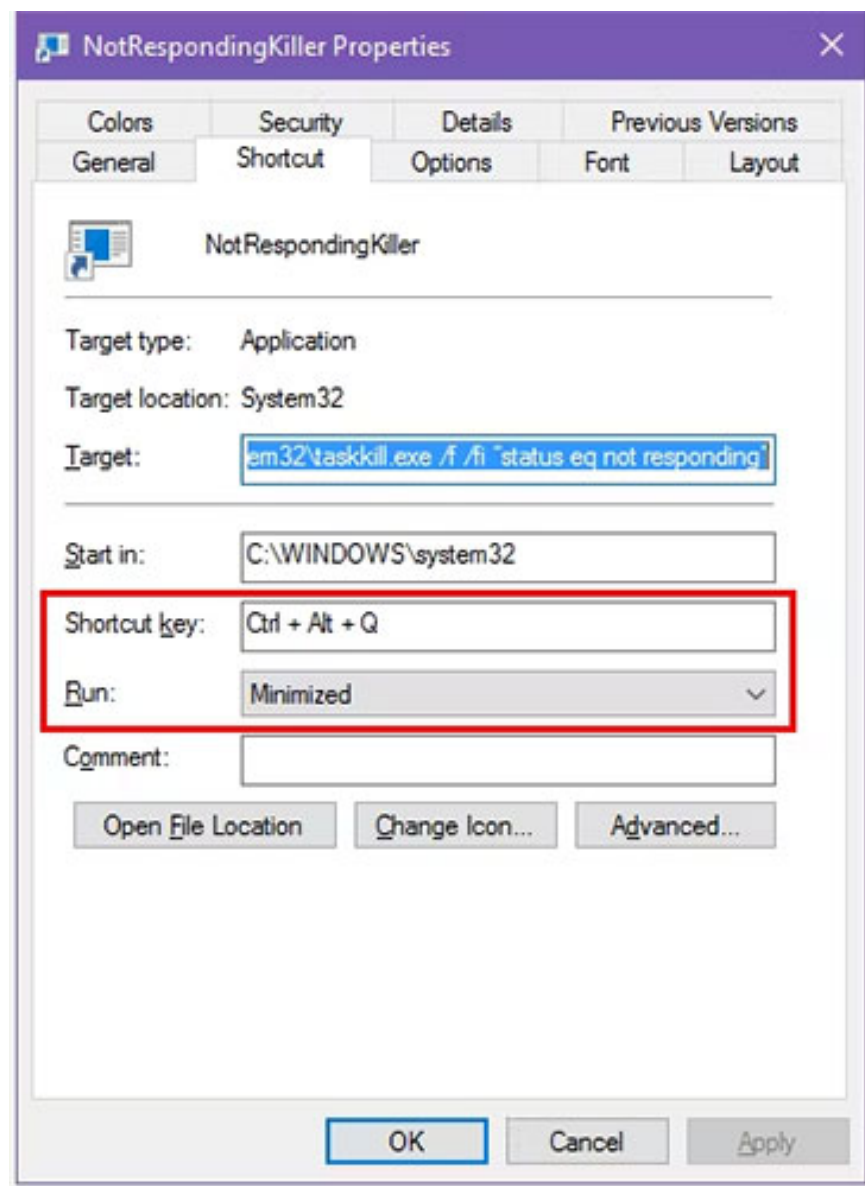 NotRespondingKiller Properties
Colors Security Details Previous Versions
General Shortcut Options Font Layout
NotRespondingKiller
Target type: Application
Target location: System32
Target: em32\taskkill.exe /f /fi "status eq not responding"
Start in: C:\WINDOWS\system32
Shortcut key: Ctrl + Alt + Q
Run: Minimized
Comment:
Open File Location Change Icon... Advanced...
OK Cancel Apply